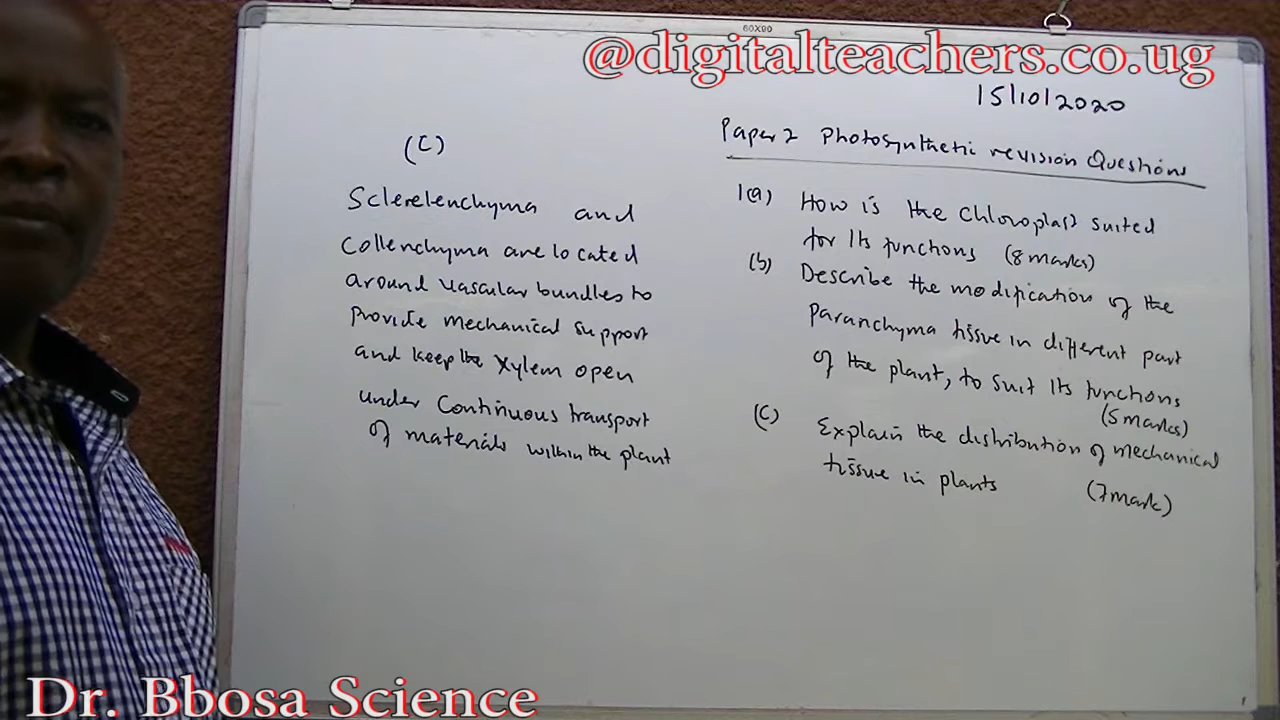 60X90
@digitalteachers.co.ug
15/10/2020
Paper 2 Photosynthetic revision Questions
1(a) How is the Chloroplast suited
for Its functions (8 marks)
(b) Describe the modification of the
Paranchyma tissue in different part
of the plant, to suit Its functions
(5 marks)
(C) Explain the distribution of mechanical
tissue in plants (7 mark)
(C)
Sclerelenchyma and
Collenchyma are located
around vascular bundles to
provide mechanical support
and keep the xylem open
under Continuous transport
of materials within the plant
Dr. Bbosa Science